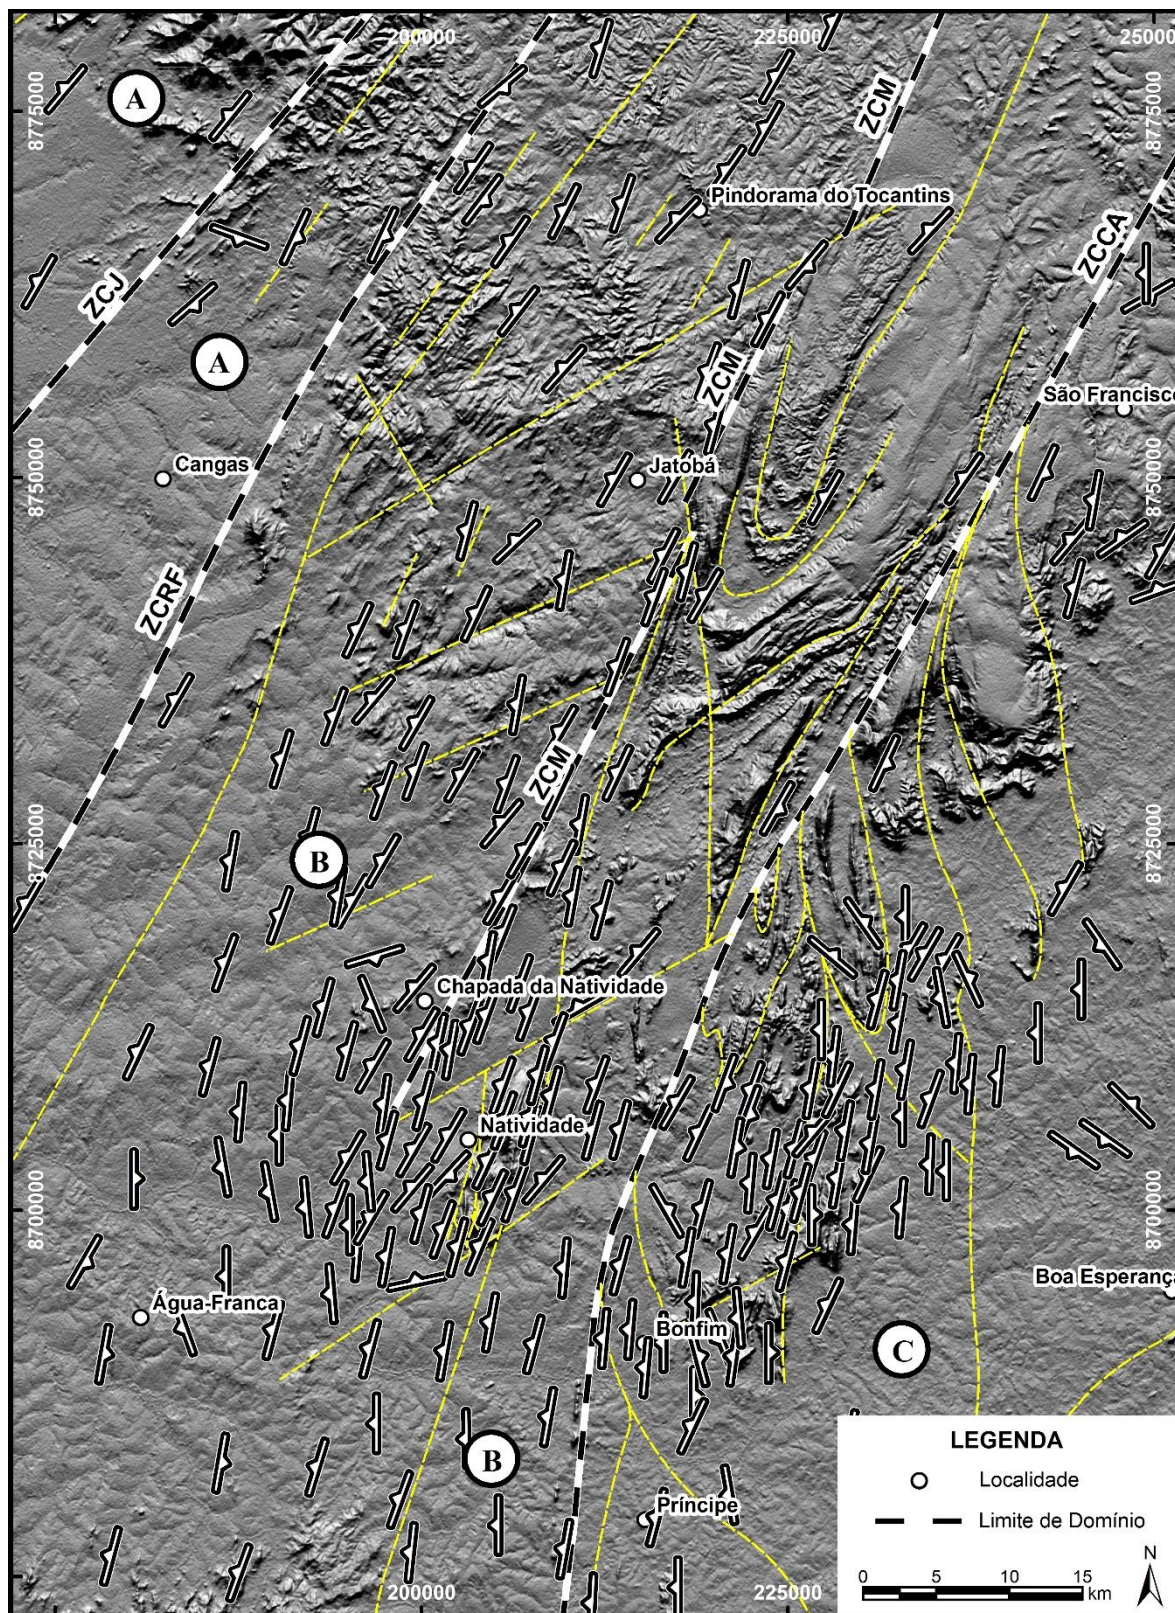 200000
225000
25000
8775000
8775000
A
ZCM
Pindorama do Tocantins
ZCCA
ZCJ
A
ZCM
São Francisco
Cangas
Jatobá
8750000
8750000
ZCRF
ZCM
8725000
8725000
B
Chapada da Natividade
Natividade
8700000
8700000
Água-Franca
Boa Esperança
Bonfim
C
B
Príncipe
LEGENDA
Localidade
Limite de Domínio
N
0 5 10 15
km
200000
225000